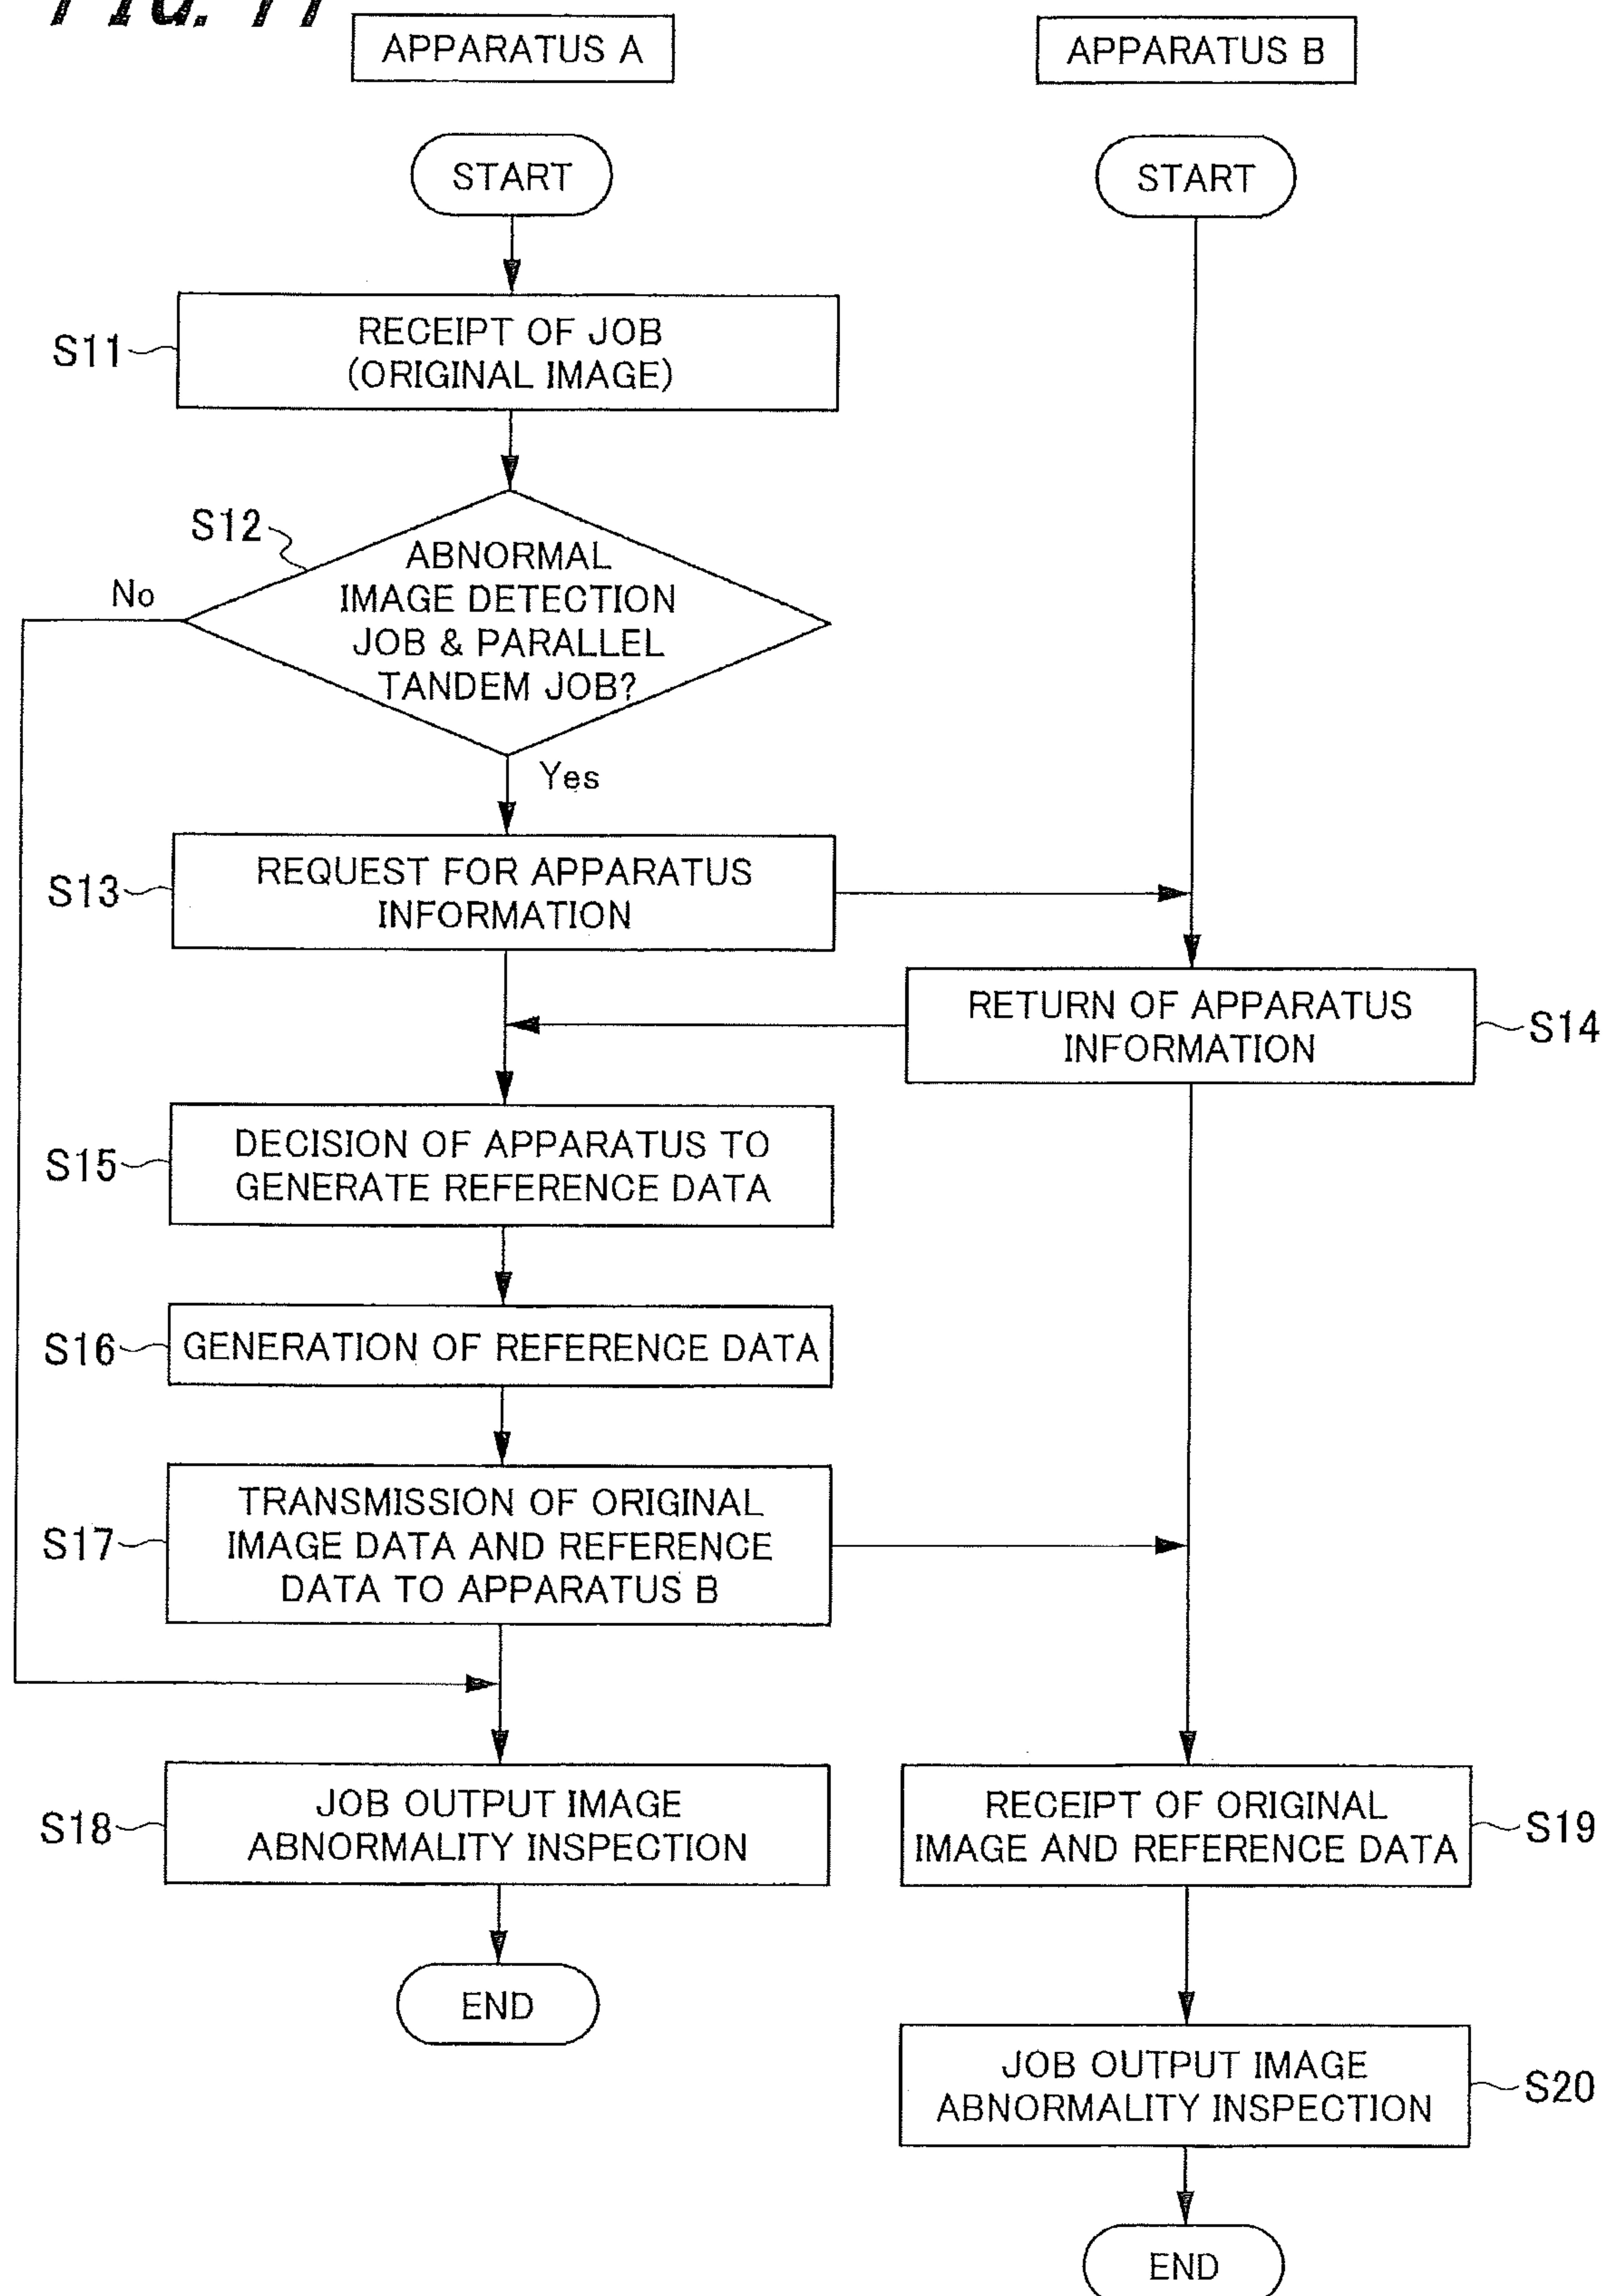 FIG. 11
APPARATUS A
APPARATUS B
START
START
S11
RECEIPT OF JOB
(ORIGINAL IMAGE)
S12
ABNORMAL
IMAGE DETECTION
JOB & PARALLEL
TANDEM JOB?
No
Yes
S13
REQUEST FOR APPARATUS
INFORMATION
RETURN OF APPARATUS
INFORMATION
S14
S15
DECISION OF APPARATUS TO
GENERATE REFERENCE DATA
S16
GENERATION OF REFERENCE DATA
S17
TRANSMISSION OF ORIGINAL
IMAGE DATA AND REFERENCE
DATA TO APPARATUS B
S18
JOB OUTPUT IMAGE
ABNORMALITY INSPECTION
RECEIPT OF ORIGINAL
IMAGE AND REFERENCE DATA
S19
END
JOB OUTPUT IMAGE
ABNORMALITY INSPECTION
S20
END